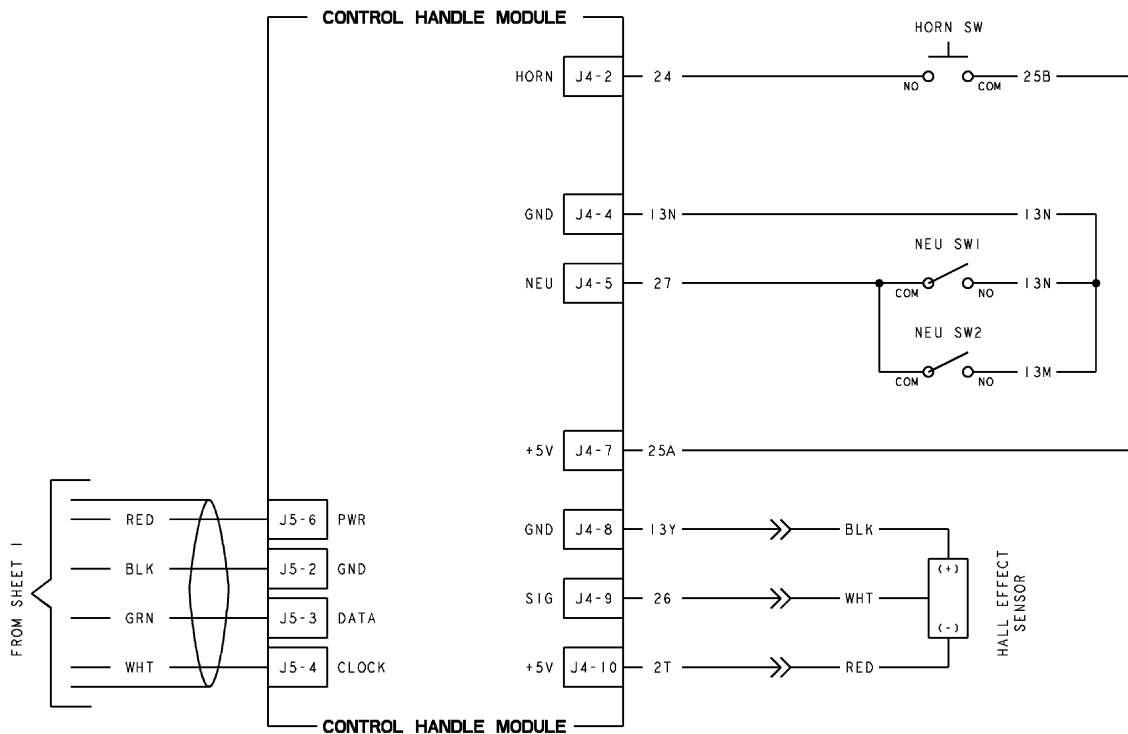 CONTROL HANDLE MODULE
HORN SW
HORN J4-2 24 NO COM 25B
GND J4-4 13N 13N
NEU SW1
NEU J4-5 27 COM NO 13N
NEU SW2
COM NO 13M
+5V J4-7 25A
FROM SHEET 1
RED J5-6 PWR
GND J4-8 13Y BLK
BLK J5-2 GND
(+)
SIG J4-9 26 WHT
HALL EFFECT
SENSOR
GRN J5-3 DATA
(-)
WHT J5-4 CLOCK
+5V J4-10 2T RED
CONTROL HANDLE MODULE